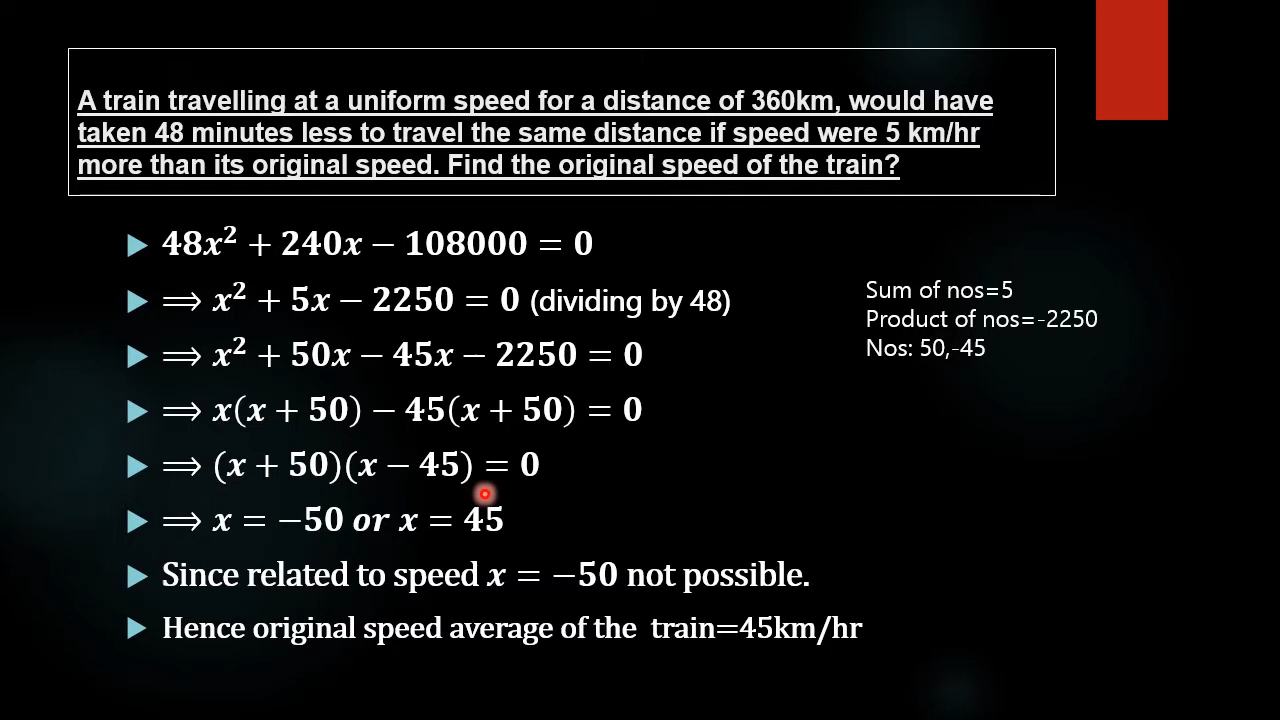 A train travelling at a uniform speed for a distance of 360km, would have
taken 48 minutes less to travel the same distance if speed were 5 km/hr
more than its original speed. Find the original speed of the train?
48x² + 240x − 108000 = 0
⟹ x² + 5x − 2250 = 0 (dividing by 48)
⟹ x² + 50x − 45x − 2250 = 0
⟹ x(x + 50) − 45(x + 50) = 0
⟹ (x + 50)(x − 45) = 0
⟹ x = −50 or x = 45
Since related to speed x = −50 not possible.
Hence original speed average of the train=45km/hr
Sum of nos=5
Product of nos=-2250
Nos: 50,-45